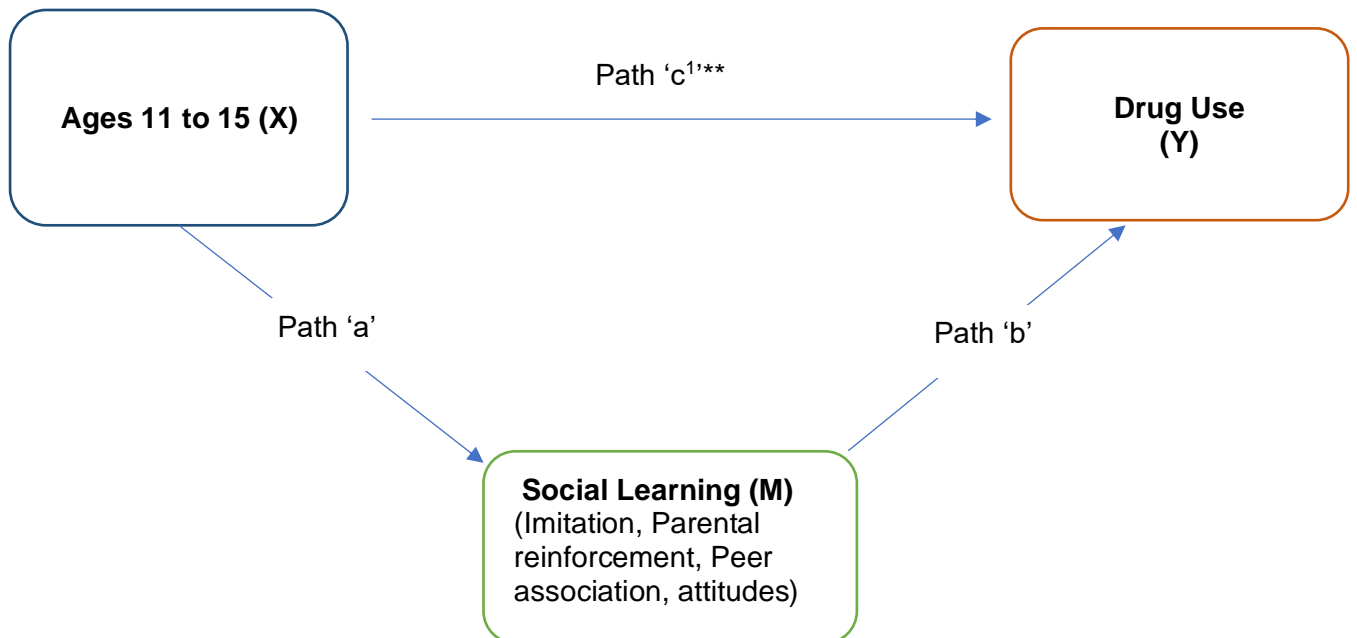 Path ‘c¹’**
Ages 11 to 15 (X)
Drug Use
(Y)
Path ‘a’
Path ‘b’
Social Learning (M)
(Imitation, Parental
reinforcement, Peer
association, attitudes)